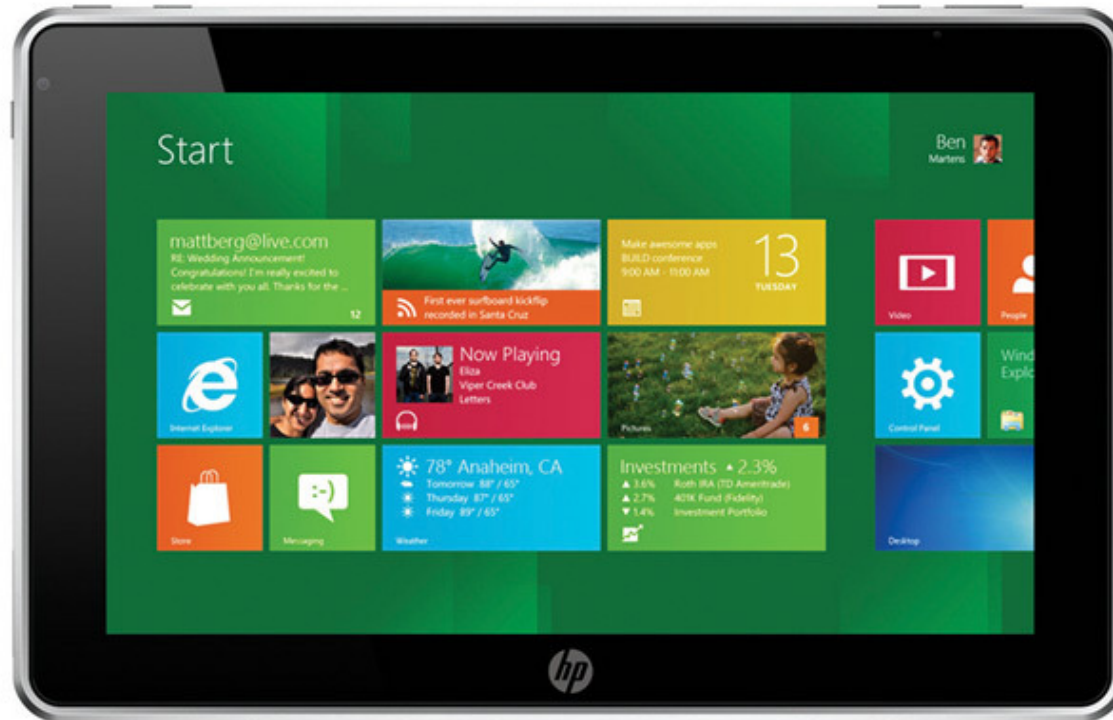 Start
Ben
Martens
mattberg@live.com
RE: Wedding Announcement!
Congratulations! I'm really excited to
celebrate with you all. Thanks for the ...
12
First ever surfboard kickflip
recorded in Santa Cruz
Make awesome apps
BUILD conference
9:00 AM - 11:00 AM
13
TUESDAY
Video
People
Internet Explorer
Now Playing
Eliza
Viper Creek Club
Letters
Pictures
6
Control Panel
Wind
Explo
Store
:-)
Messaging
78° Anaheim, CA
Tomorrow 88° / 65°
Thursday 87° / 65°
Friday 89° / 65°
Weather
Investments ▲ 2.3%
▲ 3.6% Roth IRA (TD Ameritrade)
▲ 2.7% 401K Fund (Fidelity)
▼ 1.4% Investment Portfolio
Desktop
hp